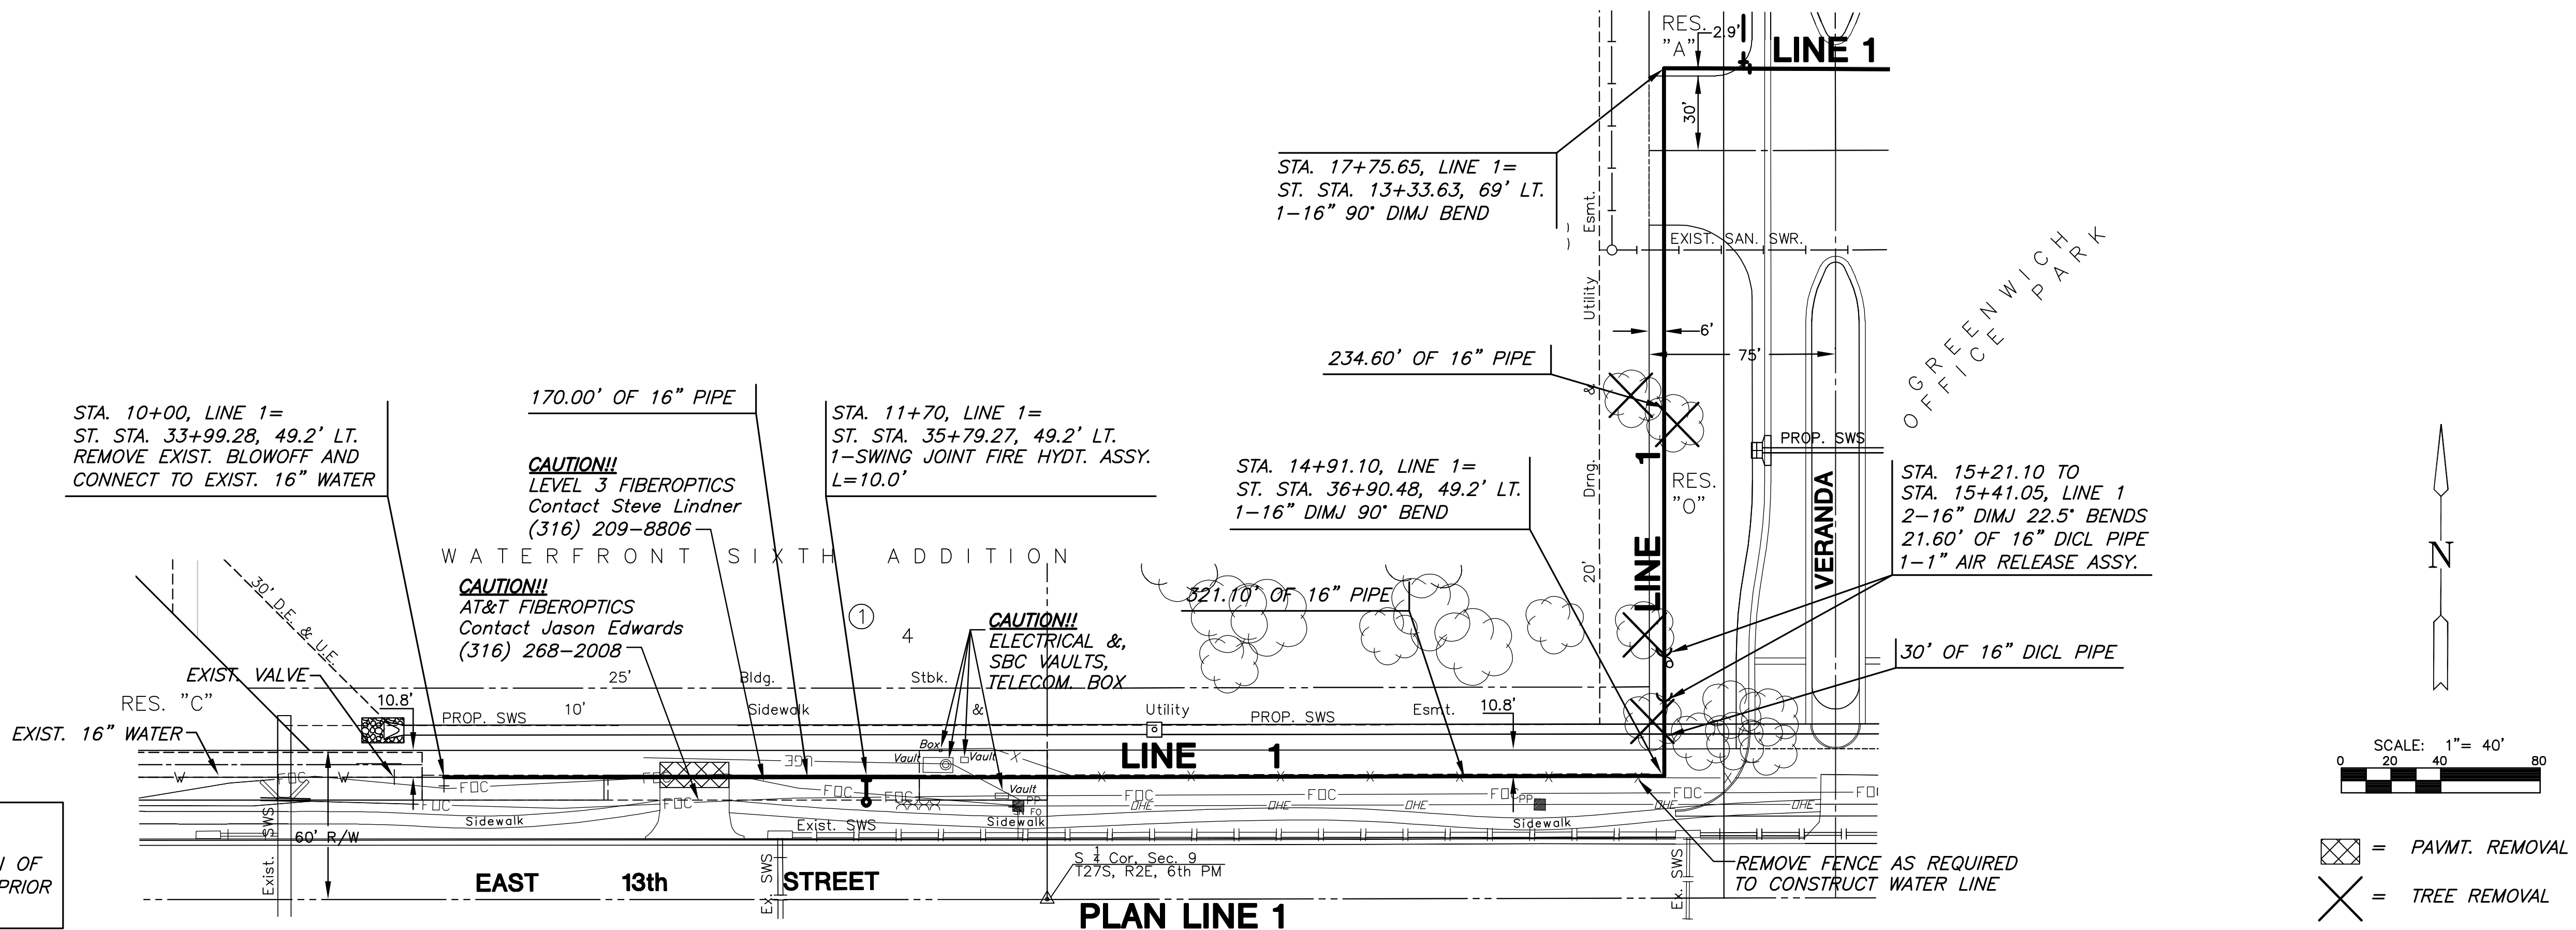 RES.
"A"
2.9'
LINE 1
30'
STA. 17+75.65, LINE 1=
ST. STA. 13+33.63, 69' LT.
1-16" 90° DIMJ BEND
Esmt.
Utility
&
Drng.
20'
EXIST. SAN. SWR.
GREENWICH
OFFICE PARK
6'
75'
234.60' OF 16" PIPE
STA. 10+00, LINE 1=
ST. STA. 33+99.28, 49.2' LT.
REMOVE EXIST. BLOWOFF AND
CONNECT TO EXIST. 16" WATER
170.00' OF 16" PIPE
STA. 11+70, LINE 1=
ST. STA. 35+79.27, 49.2' LT.
1-SWING JOINT FIRE HYDT. ASSY.
L=10.0'
CAUTION!!
LEVEL 3 FIBEROPTICS
Contact Steve Lindner
(316) 209-8806
STA. 14+91.10, LINE 1=
ST. STA. 36+90.48, 49.2' LT.
1-16" DIMJ 90° BEND
LINE 1
RES.
"O"
PROP. SWS
VERANDA
STA. 15+21.10 TO
STA. 15+41.05, LINE 1
2-16" DIMJ 22.5° BENDS
21.60' OF 16" DICL PIPE
1-1" AIR RELEASE ASSY.
N
WATERFRONT SIXTH ADDITION
CAUTION!!
AT&T FIBEROPTICS
Contact Jason Edwards
(316) 268-2008
1
4
CAUTION!!
ELECTRICAL &,
SBC VAULTS,
TELECOM. BOX
321.10' OF 16" PIPE
30' OF 16" DICL PIPE
30' D.E. & U.E.
EXIST. VALVE
RES. "C"
10.8'
EXIST. 16" WATER
25' Bldg. Stbk.
PROP. SWS
10' Sidewalk & Utility Esmt.
PROP. SWS
10.8'
LINE 1
Box
Vault
Vault
Vault
UGE
X X X X X X X X
W FOC W FOC
FOC FOC FOC
FOC FOC FOC FOC FOC FOC FOC
PP
FO
PP
OHE OHE OHE OHE OHE
Sidewalk
Sidewalk
Sidewalk
Exist. SWS
Exist. SWS
60' R/W
Ex. SWS
Ex. SWS
EAST 13th STREET
S 1/4 Cor, Sec. 9
T27S, R2E, 6th PM
REMOVE FENCE AS REQUIRED
TO CONSTRUCT WATER LINE
PLAN LINE 1
OF
PRIOR
SCALE: 1"= 40'
0 20 40 80
= PAVMT. REMOVAL
= TREE REMOVAL